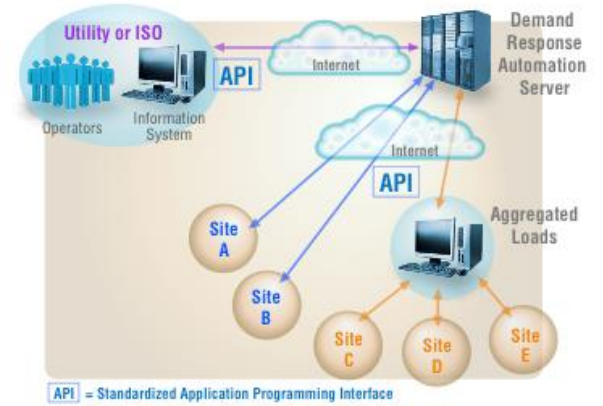 Utility or ISO
Operators
Information
System
API
Internet
Demand
Response
Automation
Server
Internet
API
Aggregated
Loads
Site
A
Site
B
Site
C
Site
D
Site
E
API = Standardized Application Programming Interface